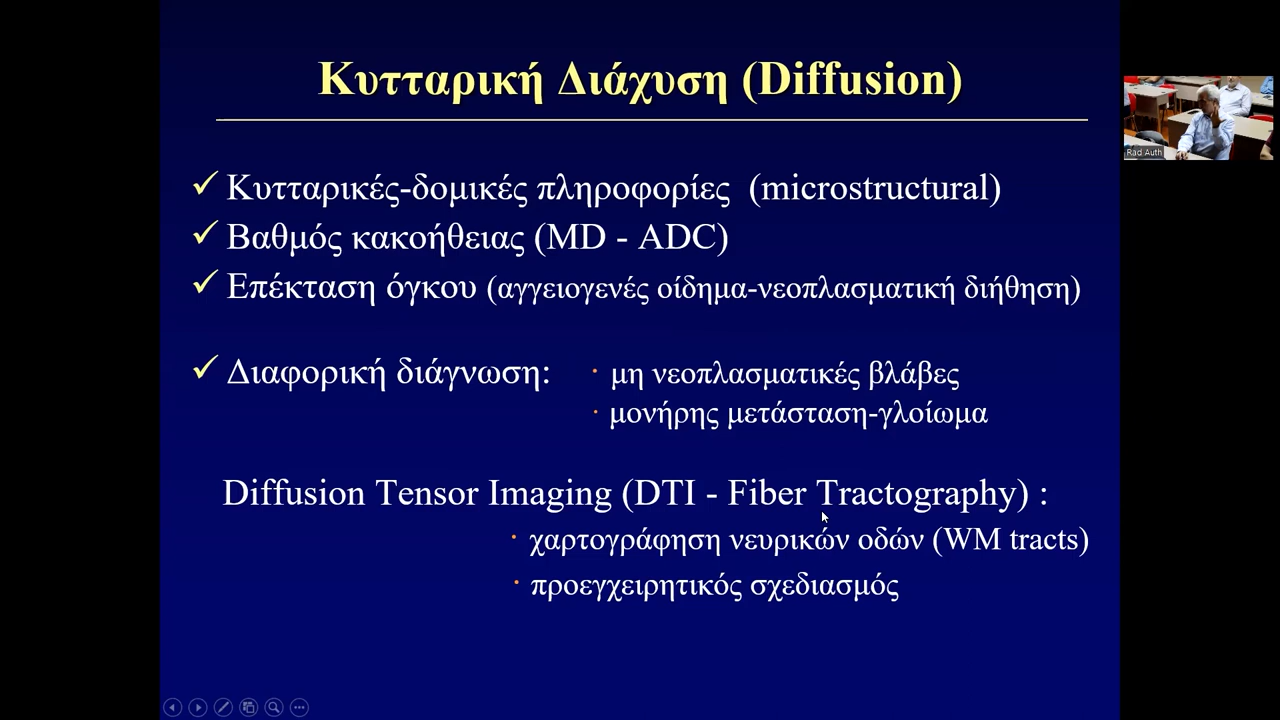 Κυτταρική Διάχυση (Diffusion)
Κυτταρικές-δομικές πληροφορίες (microstructural)
Βαθμός κακοήθειας (MD - ADC)
Επέκταση όγκου (αγγειογενές οίδημα-νεοπλασματική διήθηση)
Διαφορική διάγνωση: · μη νεοπλασματικές βλάβες
· μονήρης μετάσταση-γλοίωμα
Diffusion Tensor Imaging (DTI - Fiber Tractography) :
· χαρτογράφηση νευρικών οδών (WM tracts)
· προεγχειρητικός σχεδιασμός
Rad Auth